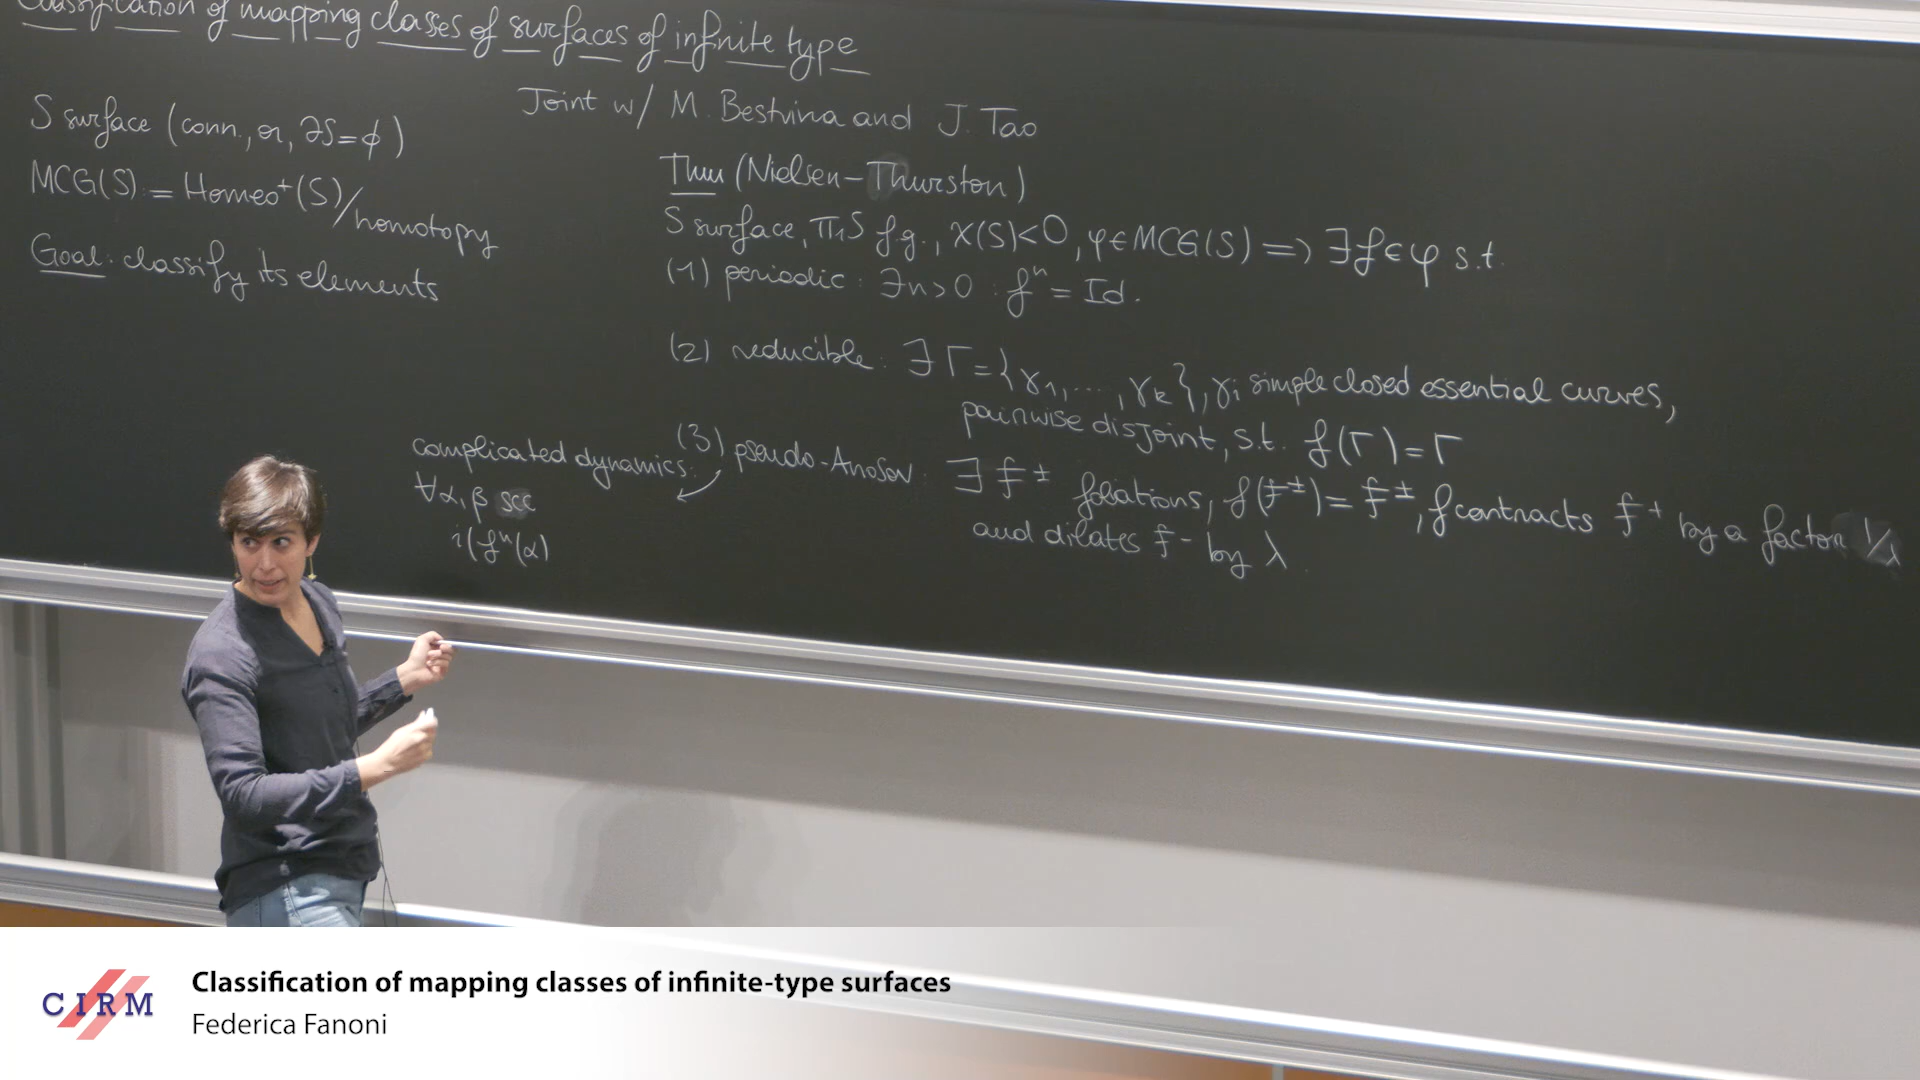 Classification of mapping classes of surfaces of infinite type
Joint w/ M. Bestvina and J. Tao
S surface (conn., or, ∂S=ϕ)
MCG(S) := Homeo⁺(S)/homotopy
Goal: classify its elements
Thm (Nielsen-Thurston)
S surface, π₁S f.g., χ(S)<0, φ∈MCG(S) => ∃f∈φ s.t.
(1) periodic: ∃n>0 : fⁿ = Id.
(2) reducible: ∃ Γ={γ₁,...,γₖ}, γᵢ simple closed essential curves,
pairwise disjoint, s.t. f(Γ)=Γ
(3) pseudo-Anosov: ∃ F± foliations, f(F±)=F±, f contracts F⁺ by a factor 1/λ
and dilates F⁻ by λ.
complicated dynamics:
∀α,β scc
i(fⁿ(α)
CIRM
Classification of mapping classes of infinite-type surfaces
Federica Fanoni